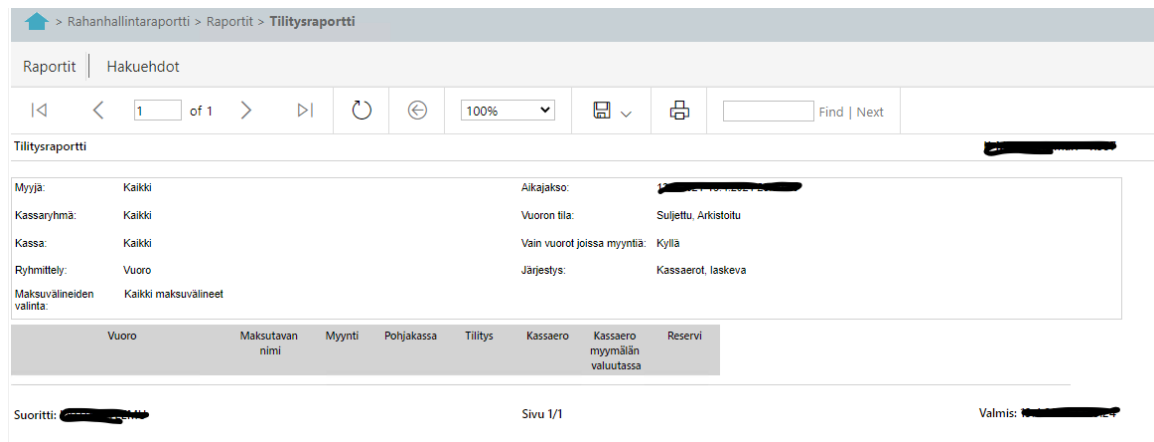 > Rahanhallintaraportti > Raportit > Tilitysraportti
Raportit | Hakuehdot
1 of 1 100% Find | Next
Tilitysraportti
Myyjä: Kaikki Aikajakso:
Kassaryhmä: Kaikki Vuoron tila: Suljettu, Arkistoitu
Kassa: Kaikki Vain vuorot joissa myyntiä: Kyllä
Ryhmittely: Vuoro Järjestys: Kassaerot, laskeva
Maksuvälineiden valinta: Kaikki maksuvälineet
Vuoro Maksutavan nimi Myynti Pohjakassa Tilitys Kassaero Kassaero myymälän valuutassa Reservi
Suoritti: Sivu 1/1 Valmis: